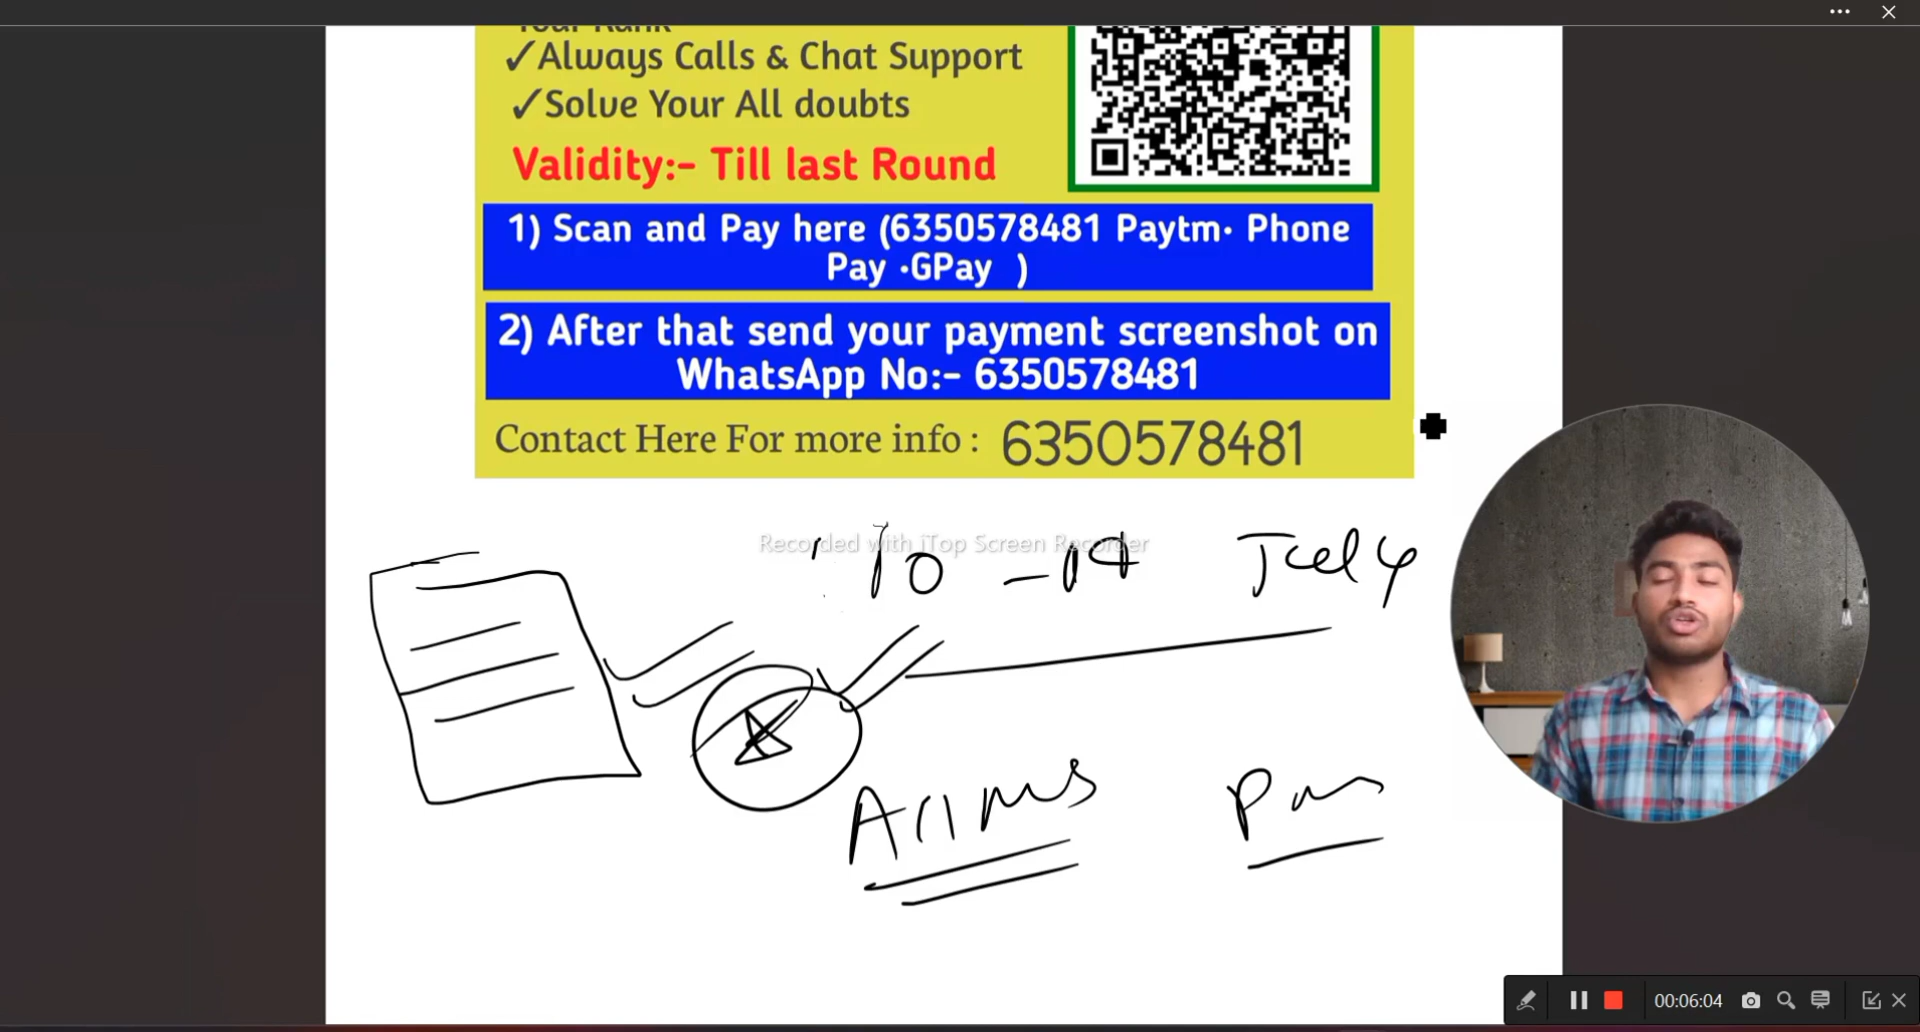 Your Rank
✓Always Calls & Chat Support
✓Solve Your All doubts
Validity:- Till last Round
1) Scan and Pay here (6350578481 Paytm• Phone
Pay •GPay )
2) After that send your payment screenshot on
WhatsApp No:- 6350578481
Contact Here For more info : 6350578481
Recorded with iTop Screen Recorder
10 - 14 July
00:06:04